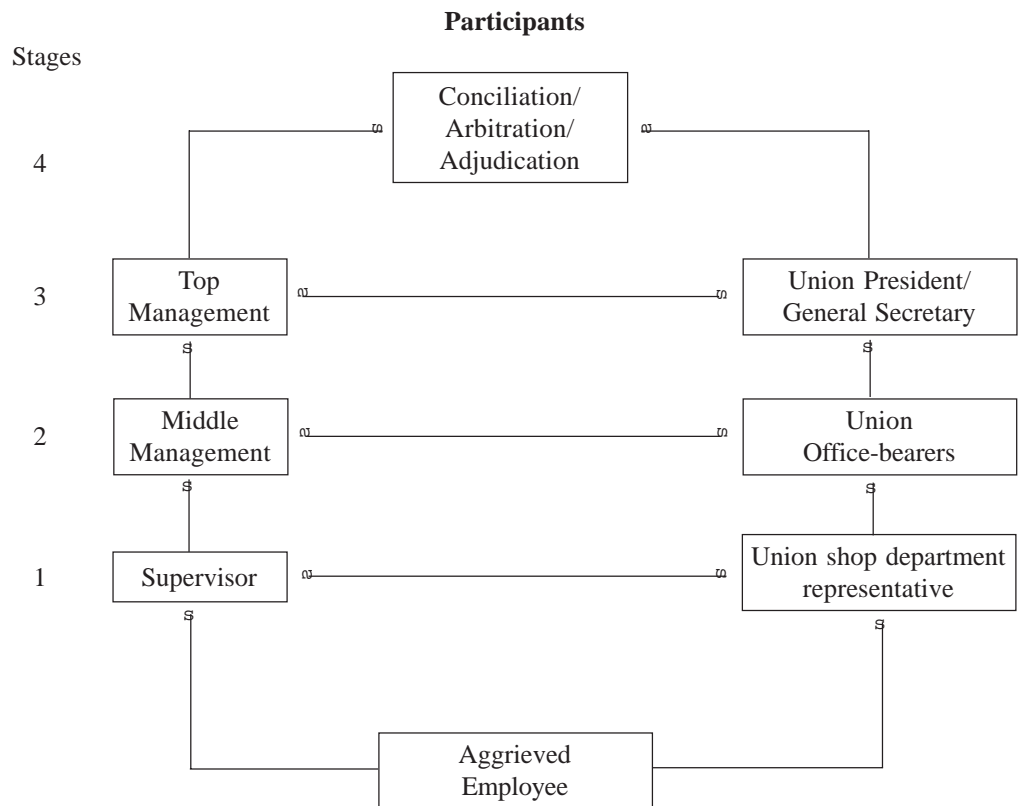 Participants
Stages
Conciliation/
Arbitration/
Adjudication
4
Top
Management
3
Union President/
General Secretary
Middle
Management
2
Union
Office-bearers
Supervisor
1
Union shop department
representative
Aggrieved
Employee